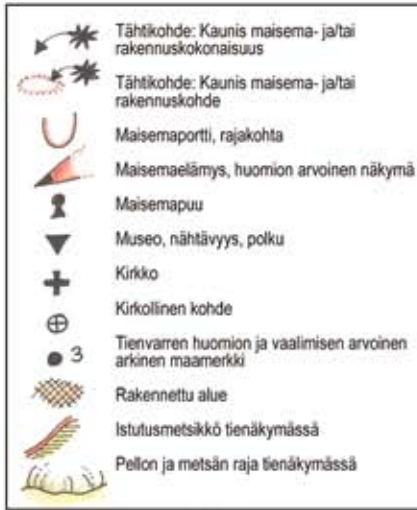 Tähtikohde: Kaunis maisema- ja/tai
rakennuskokonaisuus
Tähtikohde: Kaunis maisema- ja/tai
rakennuskohde
Maisemaportti, rajakohta
Maisemaelämys, huomion arvoinen näkymä
Maisemapuu
Museo, nähtävyys, polku
Kirkko
Kirkollinen kohde
Tienvarren huomion ja vaalimisen arvoinen
3 arkinen maamerkki
Rakennettu alue
Istutusmetsikkö tienäkymässä
Pellon ja metsän raja tienäkymässä